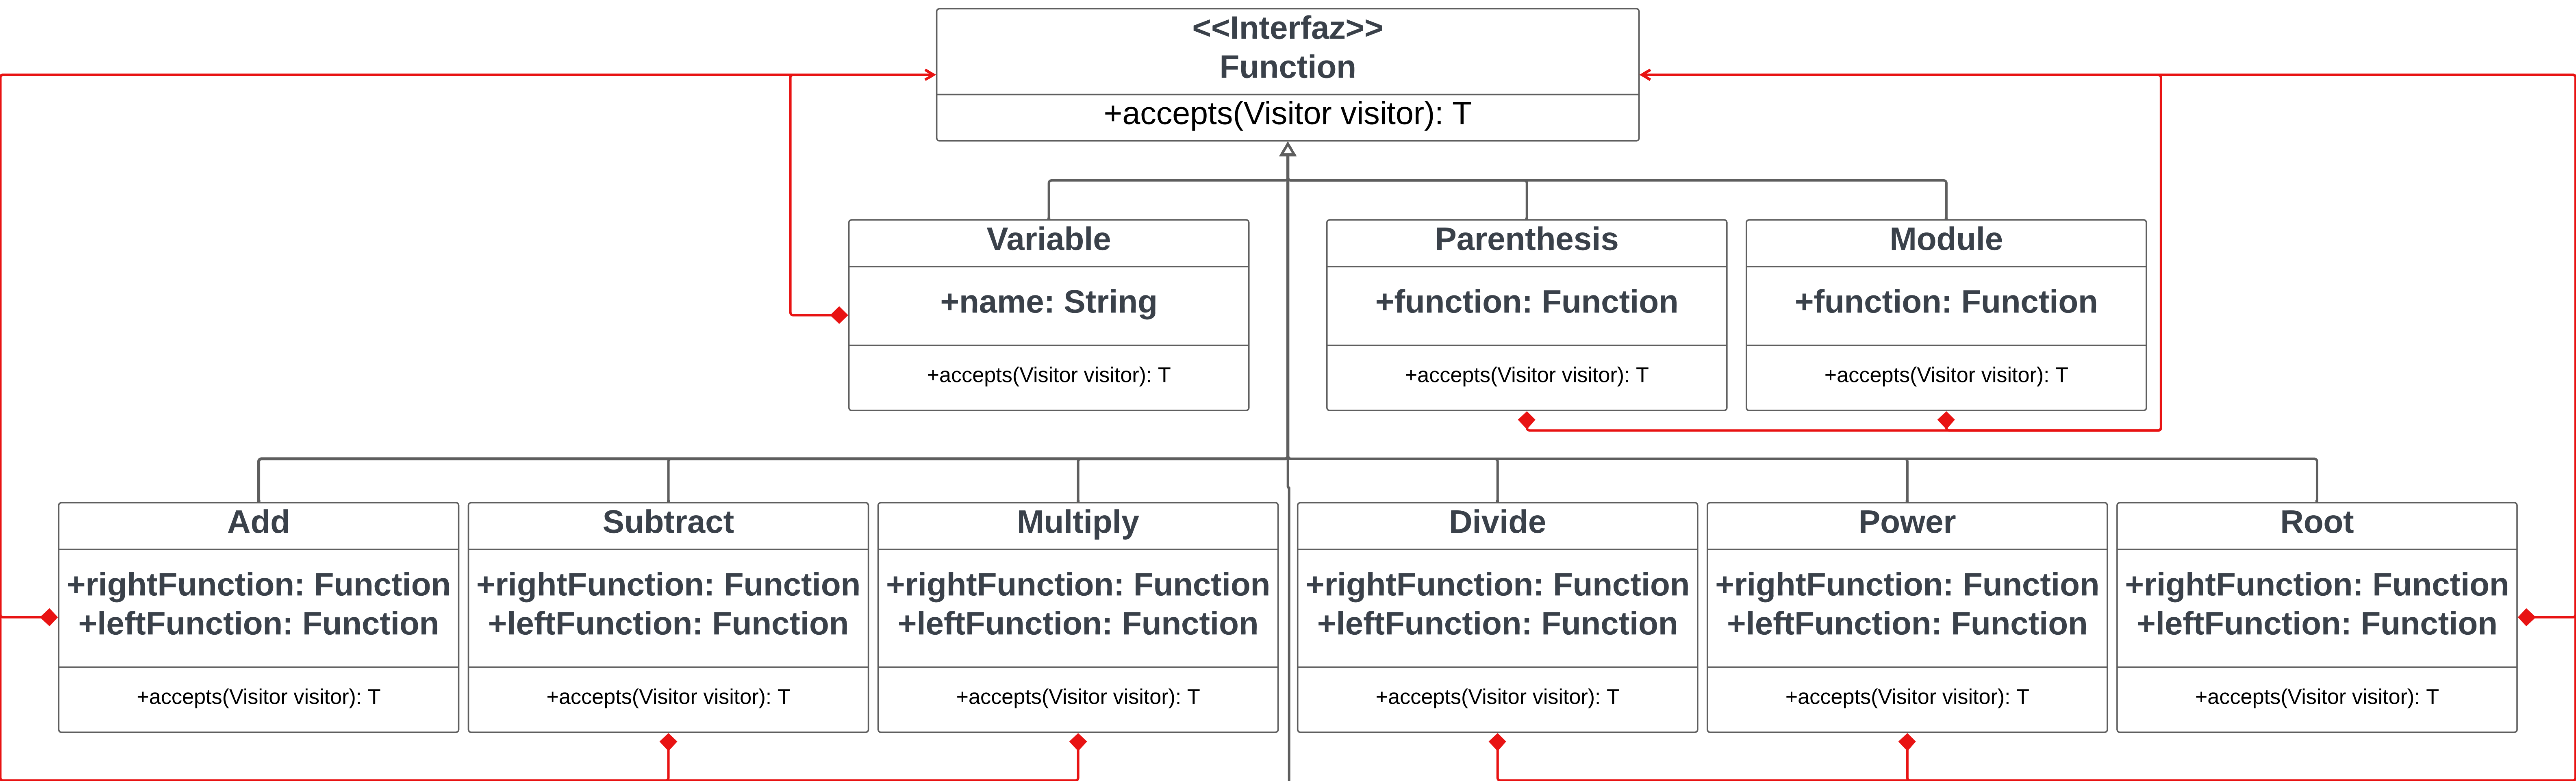 <<Interfaz>>
Function
+accepts(Visitor visitor): T
Variable
+name: String
+accepts(Visitor visitor): T
Parenthesis
+function: Function
+accepts(Visitor visitor): T
Module
+function: Function
+accepts(Visitor visitor): T
Add
+rightFunction: Function
+leftFunction: Function
+accepts(Visitor visitor): T
Subtract
+rightFunction: Function
+leftFunction: Function
+accepts(Visitor visitor): T
Multiply
+rightFunction: Function
+leftFunction: Function
+accepts(Visitor visitor): T
Divide
+rightFunction: Function
+leftFunction: Function
+accepts(Visitor visitor): T
Power
+rightFunction: Function
+leftFunction: Function
+accepts(Visitor visitor): T
Root
+rightFunction: Function
+leftFunction: Function
+accepts(Visitor visitor): T